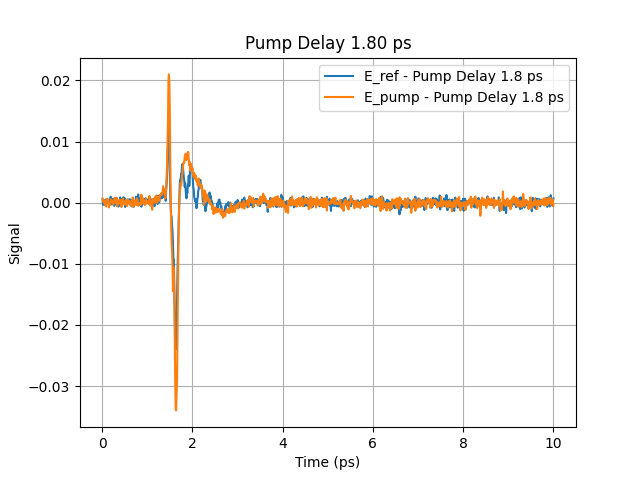 Pump Delay 1.80 ps
E_ref - Pump Delay 1.8 ps
E_pump - Pump Delay 1.8 ps
0.02
0.01
0.00
−0.01
−0.02
−0.03
Signal
0 2 4 6 8 10
Time (ps)